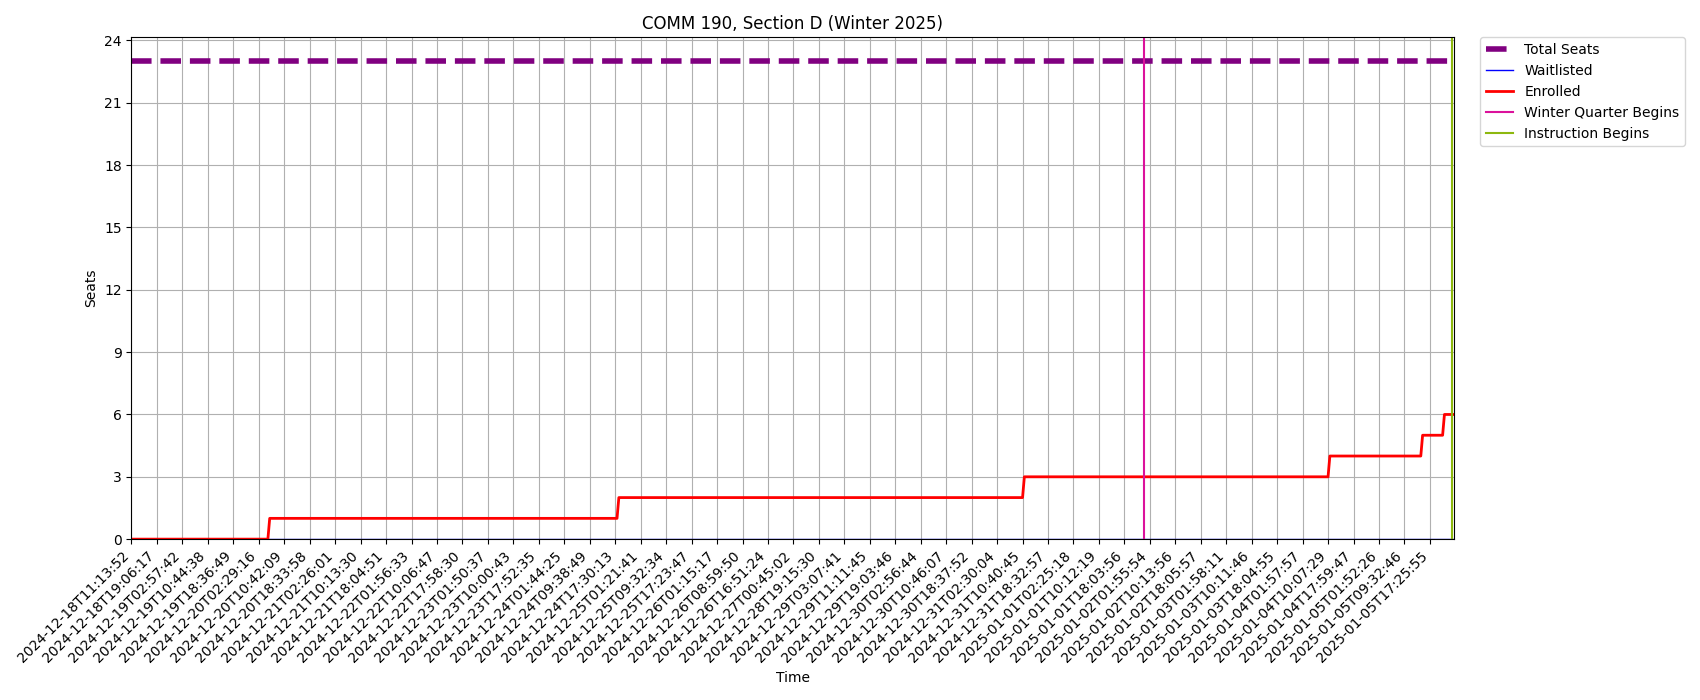 COMM 190, Section D (Winter 2025)
Total Seats
Waitlisted
Enrolled
Winter Quarter Begins
Instruction Begins
Seats
24
21
18
15
12
9
6
3
0
2024-12-18T11:13:52
2024-12-18T19:06:17
2024-12-19T02:57:42
2024-12-19T10:44:38
2024-12-19T18:36:49
2024-12-20T02:29:16
2024-12-20T10:42:09
2024-12-20T18:33:58
2024-12-21T02:26:01
2024-12-21T10:13:30
2024-12-21T18:04:51
2024-12-22T01:56:33
2024-12-22T10:06:47
2024-12-22T17:58:30
2024-12-23T01:50:37
2024-12-23T10:00:43
2024-12-23T17:52:35
2024-12-24T01:44:25
2024-12-24T09:38:49
2024-12-24T17:30:13
2024-12-25T01:21:41
2024-12-25T09:32:34
2024-12-25T17:23:47
2024-12-26T01:15:17
2024-12-26T08:59:50
2024-12-26T16:51:24
2024-12-27T00:45:02
2024-12-28T19:15:30
2024-12-29T03:07:41
2024-12-29T11:11:45
2024-12-29T19:03:46
2024-12-30T02:56:44
2024-12-30T10:46:07
2024-12-30T18:37:52
2024-12-31T02:30:04
2024-12-31T10:40:45
2024-12-31T18:32:57
2025-01-01T02:25:18
2025-01-01T10:12:19
2025-01-01T18:03:56
2025-01-02T01:55:54
2025-01-02T10:13:56
2025-01-02T18:05:57
2025-01-03T01:58:11
2025-01-03T10:11:46
2025-01-03T18:04:55
2025-01-04T01:57:57
2025-01-04T10:07:29
2025-01-04T17:59:47
2025-01-05T01:52:26
2025-01-05T09:32:46
2025-01-05T17:25:55
Time